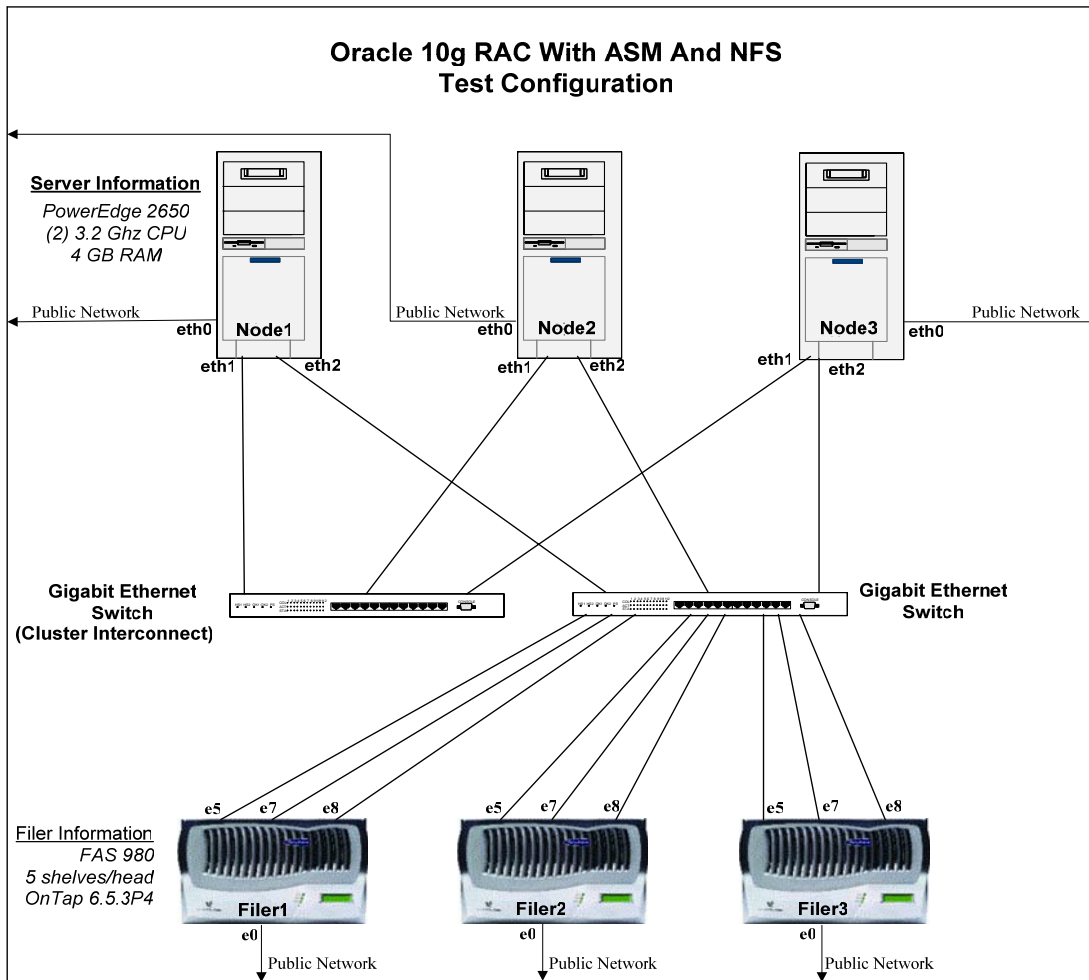 Oracle 10g RAC With ASM And NFS
Test Configuration
Server Information
PowerEdge 2650
(2) 3.2 Ghz CPU
4 GB RAM
Public Network
eth0
Node1
eth1
eth2
Public Network
eth0
Node2
eth1
eth2
Node3
eth0
Public Network
eth1
eth2
Gigabit Ethernet
Switch
(Cluster Interconnect)
Gigabit Ethernet
Switch
Filer Information
FAS 980
5 shelves/head
OnTap 6.5.3P4
e5
e7
e8
Filer1
e0
Public Network
e5
e7
e8
Filer2
e0
Public Network
e5
e7
e8
Filer3
e0
Public Network